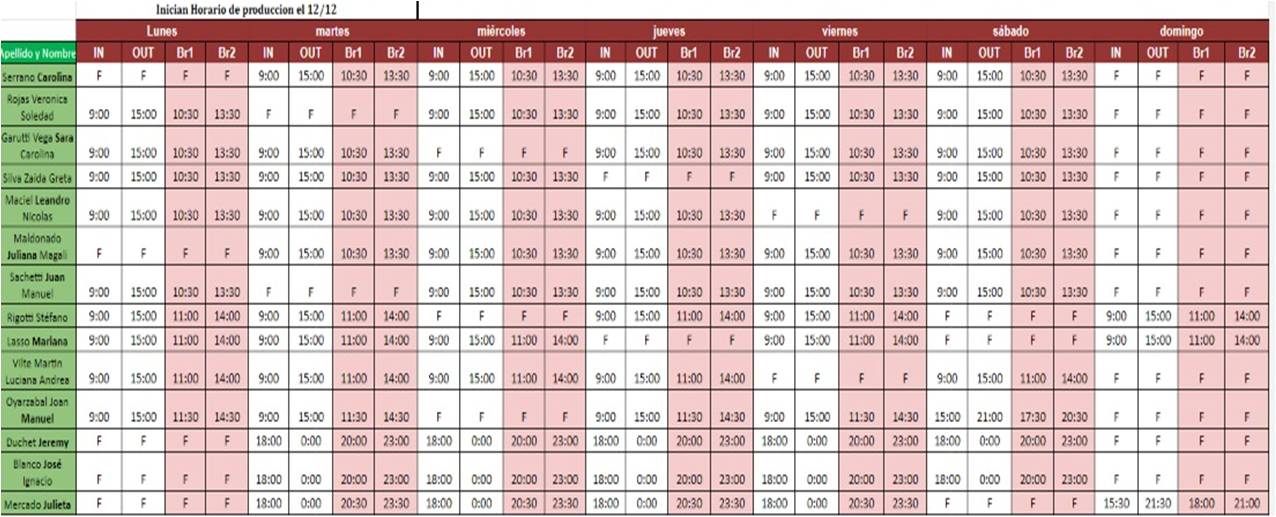 Inician Horario de produccion el 12/12
Lunes martes miércoles jueves viernes sábado domingo
Apellido y Nombre IN OUT Br1 Br2 IN OUT Br1 Br2 IN OUT Br1 Br2 IN OUT Br1 Br2 IN OUT Br1 Br2 IN OUT Br1 Br2 IN OUT Br1 Br2
Serrano Carolina F F F F 9:00 15:00 10:30 13:30 9:00 15:00 10:30 13:30 9:00 15:00 10:30 13:30 9:00 15:00 10:30 13:30 9:00 15:00 10:30 13:30 F F F F
Rojas Veronica
Soledad 9:00 15:00 10:30 13:30 F F F F 9:00 15:00 10:30 13:30 9:00 15:00 10:30 13:30 9:00 15:00 10:30 13:30 9:00 15:00 10:30 13:30 F F F F
Garutti Vega Sara
Carolina 9:00 15:00 10:30 13:30 9:00 15:00 10:30 13:30 F F F F 9:00 15:00 10:30 13:30 9:00 15:00 10:30 13:30 9:00 15:00 10:30 13:30 F F F F
Silva Zaida Greta 9:00 15:00 10:30 13:30 9:00 15:00 10:30 13:30 9:00 15:00 10:30 13:30 F F F F 9:00 15:00 10:30 13:30 9:00 15:00 10:30 13:30 F F F F
Maciel Leandro
Nicolas 9:00 15:00 10:30 13:30 9:00 15:00 10:30 13:30 9:00 15:00 10:30 13:30 9:00 15:00 10:30 13:30 F F F F 9:00 15:00 10:30 13:30 F F F F
Maldonado
Juliana Magali F F F F 9:00 15:00 10:30 13:30 9:00 15:00 10:30 13:30 9:00 15:00 10:30 13:30 9:00 15:00 10:30 13:30 9:00 15:00 10:30 13:30 F F F F
Sachetti Juan
Manuel 9:00 15:00 10:30 13:30 F F F F 9:00 15:00 10:30 13:30 9:00 15:00 10:30 13:30 9:00 15:00 10:30 13:30 9:00 15:00 10:30 13:30 F F F F
Rigotti Stéfano 9:00 15:00 11:00 14:00 9:00 15:00 11:00 14:00 F F F F 9:00 15:00 11:00 14:00 9:00 15:00 11:00 14:00 F F F F 9:00 15:00 11:00 14:00
Lasso Mariana 9:00 15:00 11:00 14:00 9:00 15:00 11:00 14:00 9:00 15:00 11:00 14:00 F F F F 9:00 15:00 11:00 14:00 F F F F 9:00 15:00 11:00 14:00
Vilte Martin
Luciana Andrea 9:00 15:00 11:00 14:00 9:00 15:00 11:00 14:00 9:00 15:00 11:00 14:00 9:00 15:00 11:00 14:00 F F F F 9:00 15:00 11:00 14:00 F F F F
Oyarzabal Joan
Manuel 9:00 15:00 11:30 14:30 9:00 15:00 11:30 14:30 F F F F 9:00 15:00 11:30 14:30 9:00 15:00 11:30 14:30 15:00 21:00 17:30 20:30 F F F F
Duchet Jeremy F F F F 18:00 0:00 20:00 23:00 18:00 0:00 20:00 23:00 18:00 0:00 20:00 23:00 18:00 0:00 20:00 23:00 18:00 0:00 20:00 23:00 F F F F
Blanco José
Ignacio F F F F 18:00 0:00 20:00 23:00 18:00 0:00 20:00 23:00 18:00 0:00 20:00 23:00 18:00 0:00 20:00 23:00 18:00 0:00 20:00 23:00 F F F F
Mercado Julieta F F F F 18:00 0:00 20:30 23:30 18:00 0:00 20:30 23:30 18:00 0:00 20:30 23:30 18:00 0:00 20:30 23:30 F F F F 15:30 21:30 18:00 21:00